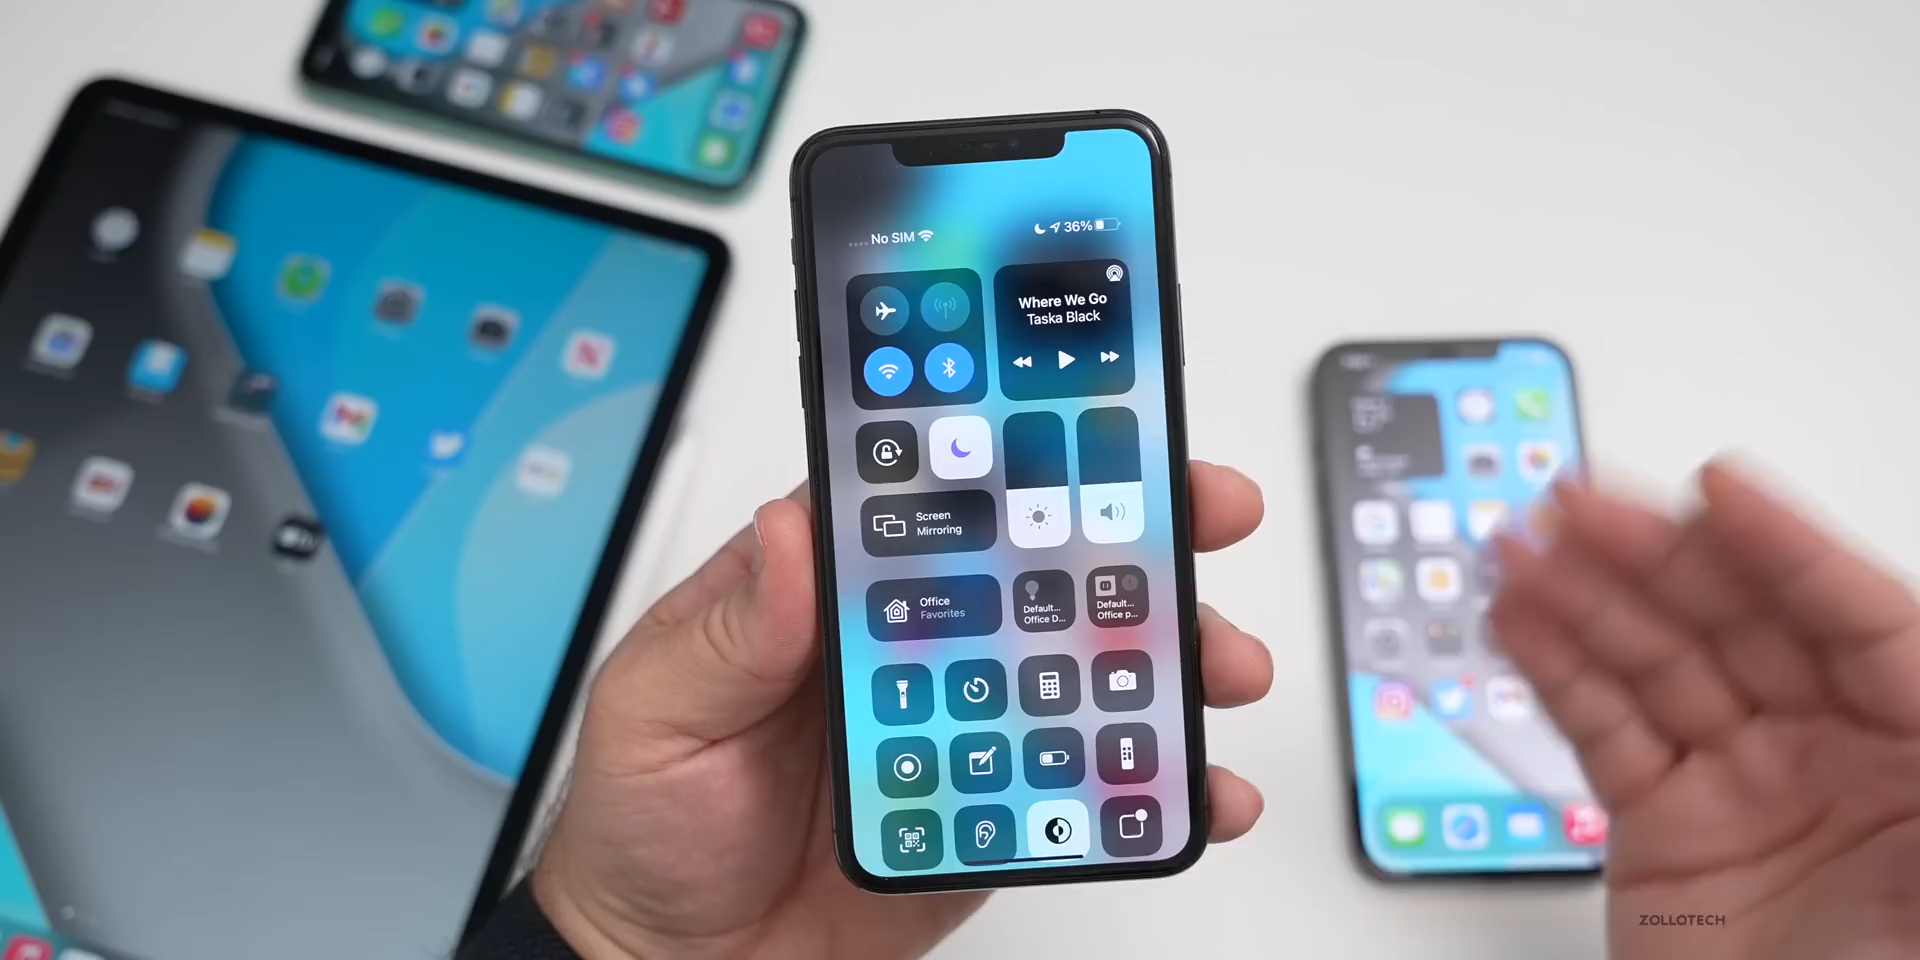 No SIM
36%
Where We Go
Taska Black
Screen
Mirroring
Office
Favorites
Default...
Office D...
Default...
Office p...
ZOLLOTECH